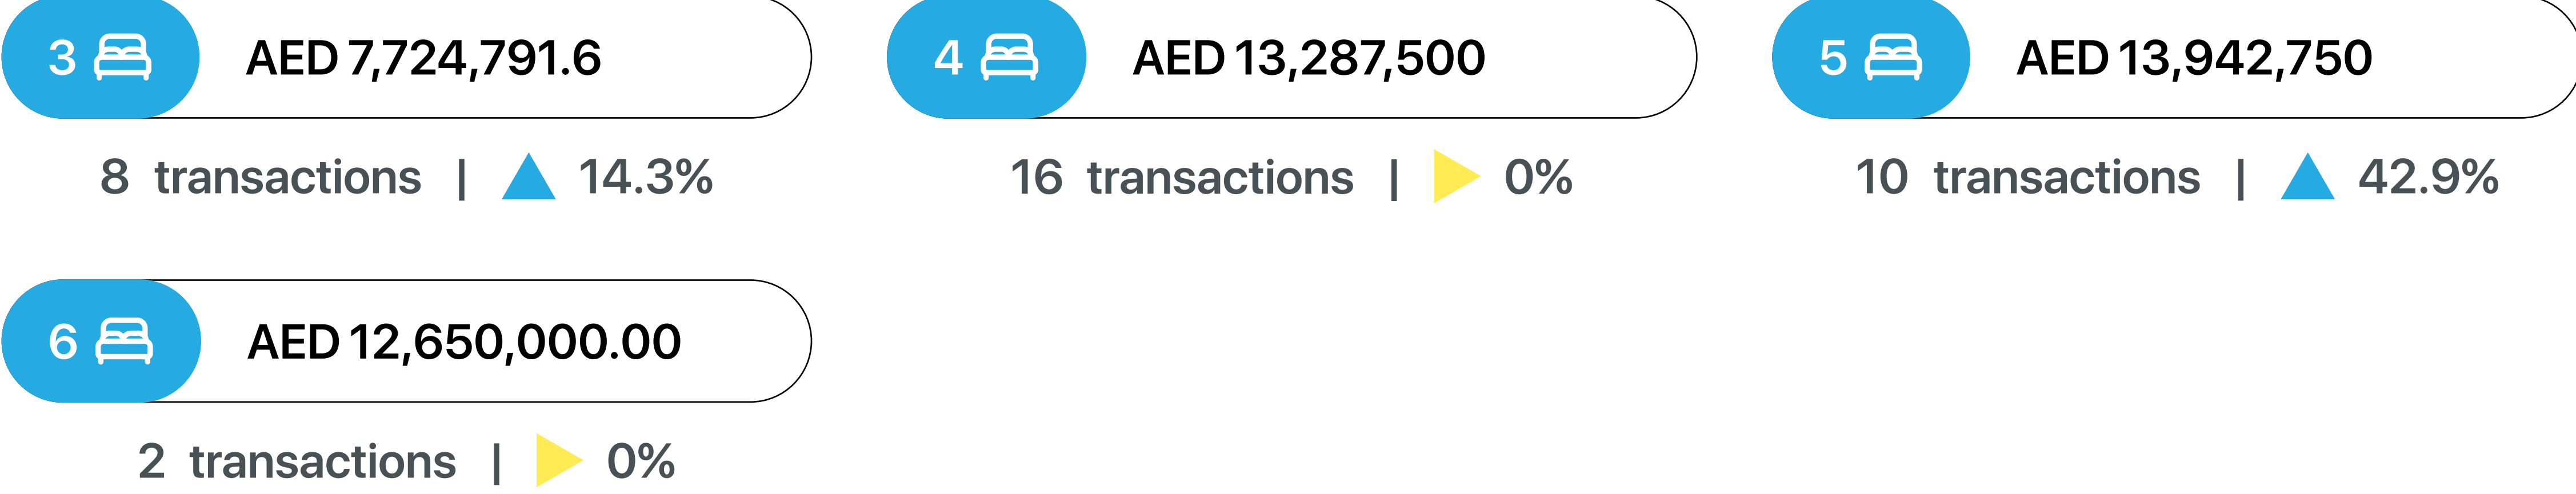 3 AED 7,724,791.6
8 transactions | 14.3%
4 AED 13,287,500
16 transactions | 0%
5 AED 13,942,750
10 transactions | 42.9%
6 AED 12,650,000.00
2 transactions | 0%